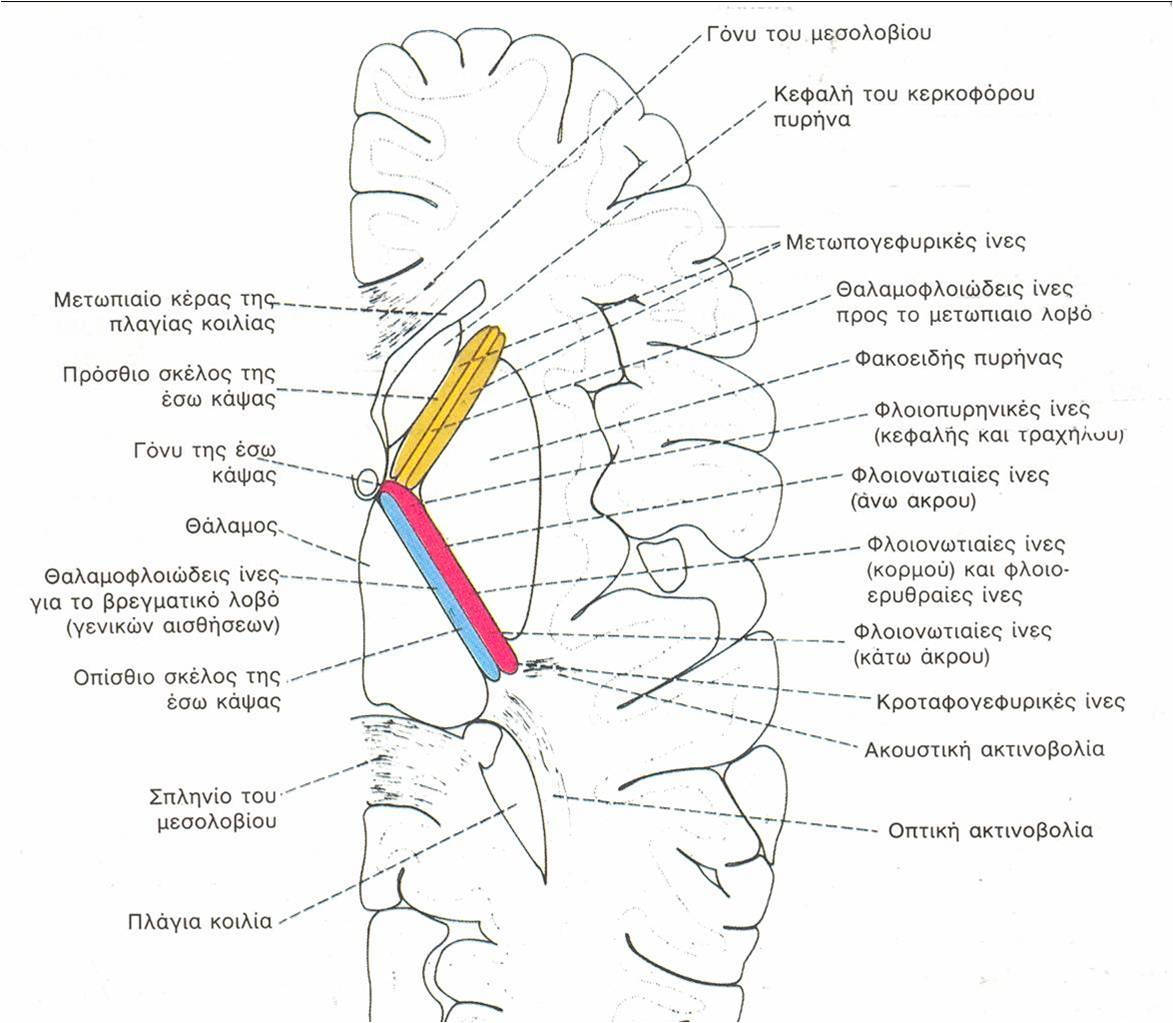 Γόνυ του μεσολοβίου
Κεφαλή του κερκοφόρου
πυρήνα
Μετωπογεφυρικές ίνες
Θαλαμοφλοιώδεις ίνες
προς το μετωπιαίο λοβό
Φακοειδής πυρήνας
Φλοιοπυρηνικές ίνες
(κεφαλής και τραχήλου)
Φλοιονωτιαίες ίνες
(άνω ακρου)
Φλοιονωτιαίες ίνες
(κορμού) και φλοιο-
ερυθραίες ίνες
Φλοιονωτιαίες ίνες
(κάτω άκρου)
Κροταφογεφυρικές ίνες
Ακουστική ακτινοβολία
Οπτική ακτινοβολία
Μετωπιαίο κέρας της
πλαγίας κοιλίας
Πρόσθιο σκέλος της
έσω κάψας
Γόνυ της έσω
κάψας
Θάλαμος
Θαλαμοφλοιώδεις ίνες
για το βρεγματικό λοβό
(γενικών αισθήσεων)
Οπίσθιο σκέλος της
έσω κάψας
Σπληνίο του
μεσολοβίου
Πλάγια κοιλία